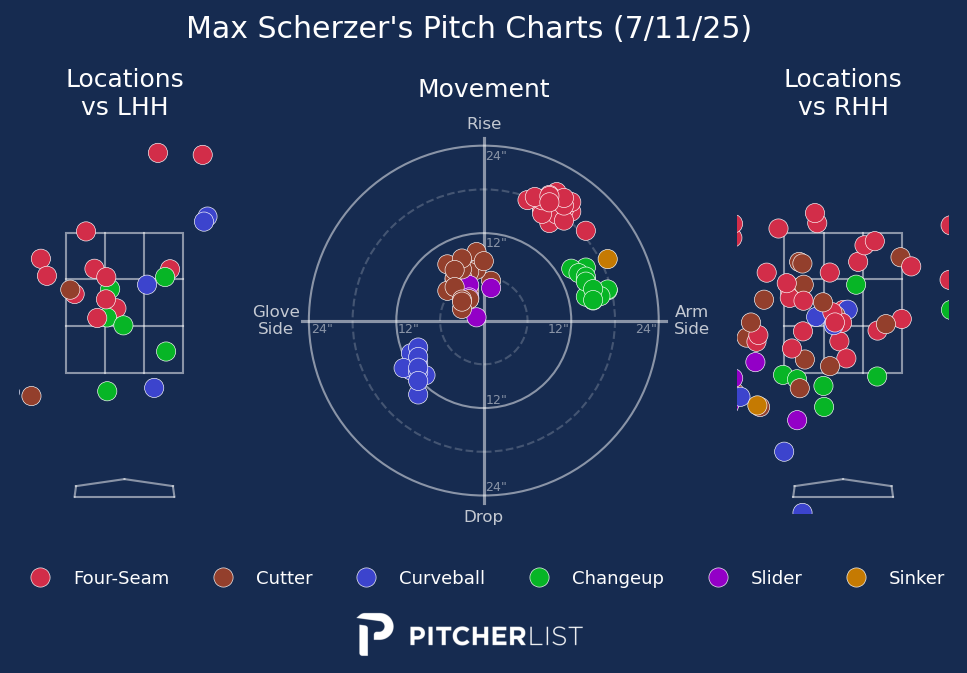 Max Scherzer's Pitch Charts (7/11/25)
Locations
vs LHH
Movement
Locations
vs RHH
Rise
24"
12"
Glove
Side
24"
12"
12"
24"
Arm
Side
12"
24"
Drop
Four-Seam
Cutter
Curveball
Changeup
Slider
Sinker
PITCHERLIST